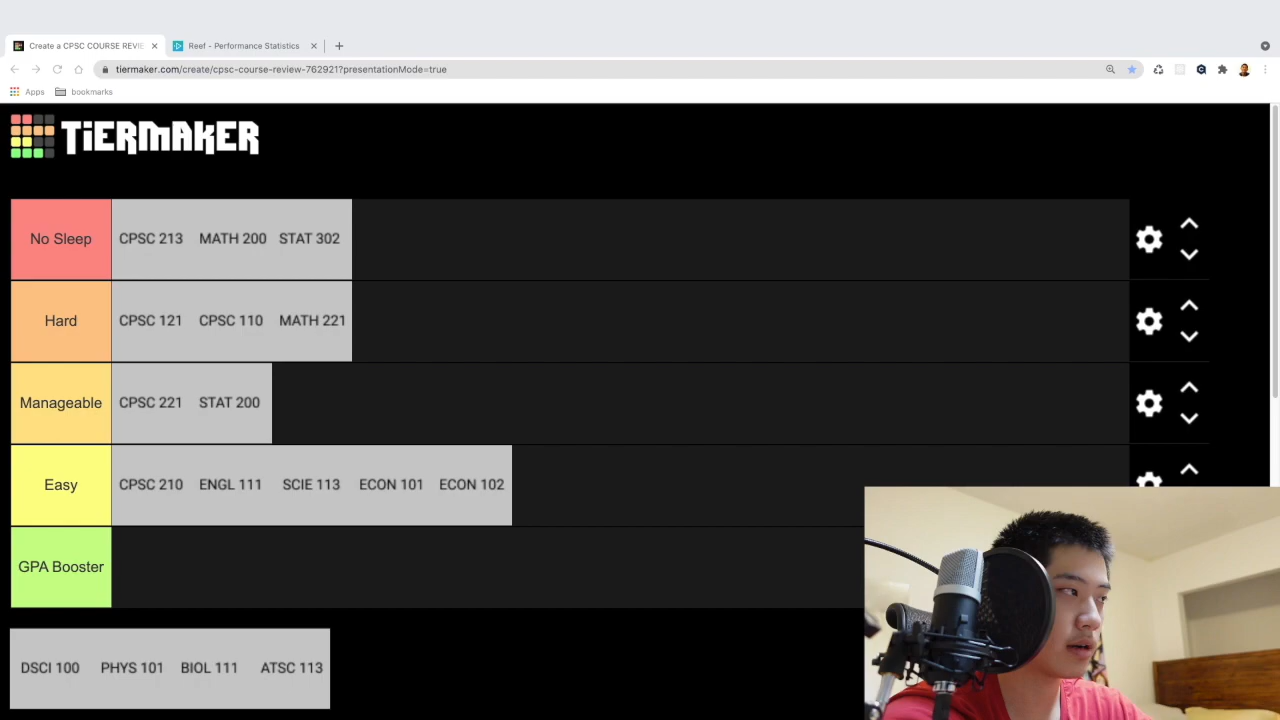 Create a CPSC COURSE REVIE
Reef - Performance Statistics
tiermaker.com/create/cpsc-course-review-762921?presentationMode=true
Apps bookmarks
TiERMAKER
No Sleep CPSC 213 MATH 200 STAT 302
Hard CPSC 121 CPSC 110 MATH 221
Manageable CPSC 221 STAT 200
Easy CPSC 210 ENGL 111 SCIE 113 ECON 101 ECON 102
GPA Booster
DSCI 100 PHYS 101 BIOL 111 ATSC 113